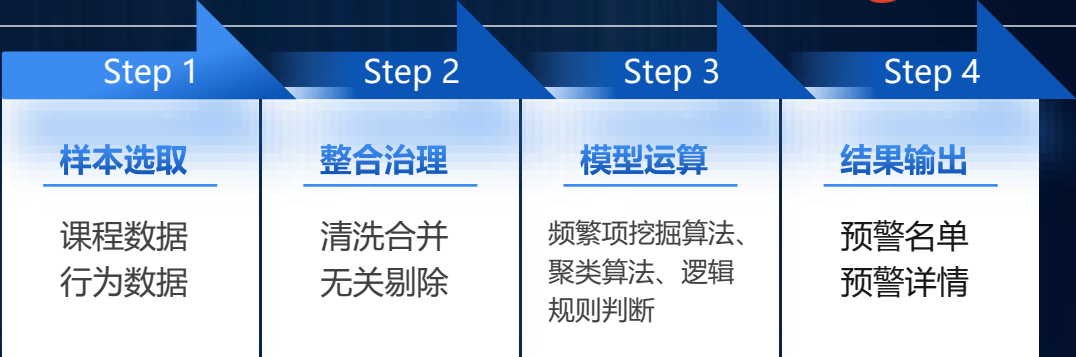 Step 1
样本选取
课程数据
行为数据
Step 2
整合治理
清洗合并
无关剔除
Step 3
模型运算
频繁项挖掘算法、
聚类算法、逻辑
规则判断
Step 4
结果输出
预警名单
预警详情